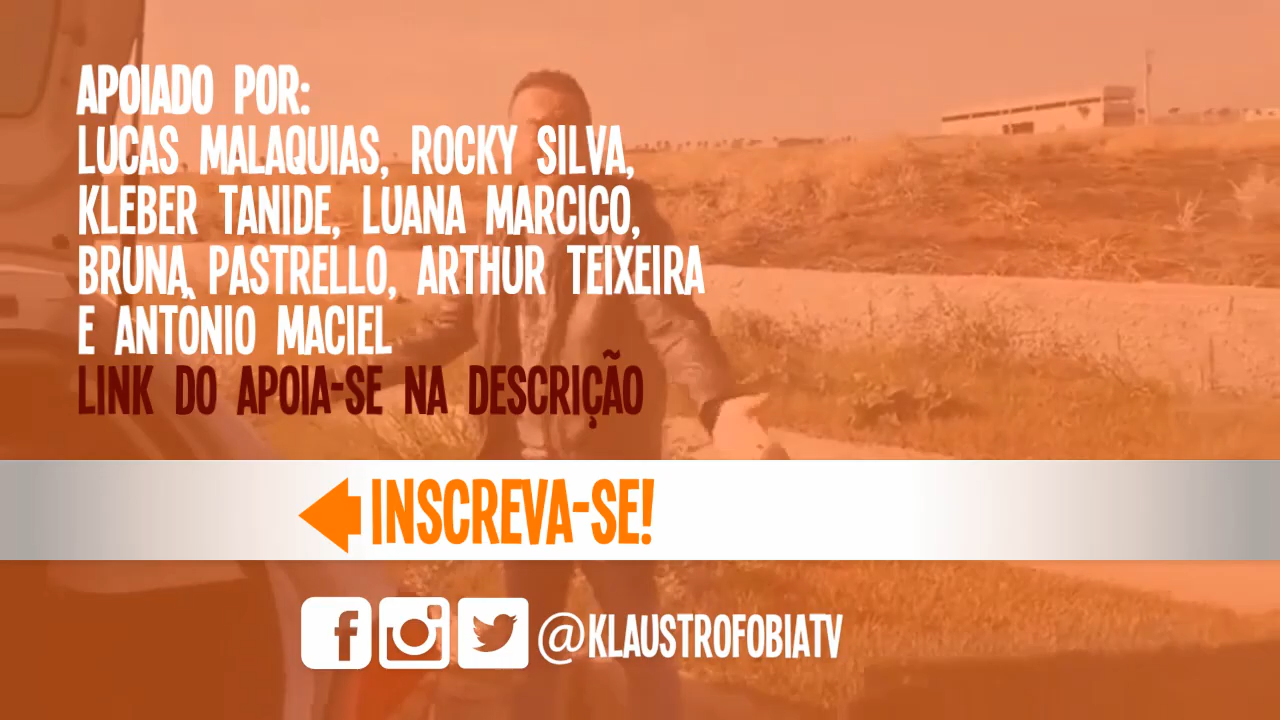 APOIADO POR:
LUCAS MALAQUIAS, ROCKY SILVA,
KLEBER TANIDE, LUANA MARCICO,
BRUNA PASTRELLO, ARTHUR TEIXEIRA
E ANTÔNIO MACIEL
LINK DO APOIA-SE NA DESCRIÇÃO
INSCREVA-SE!
@KLAUSTROFOBIATV